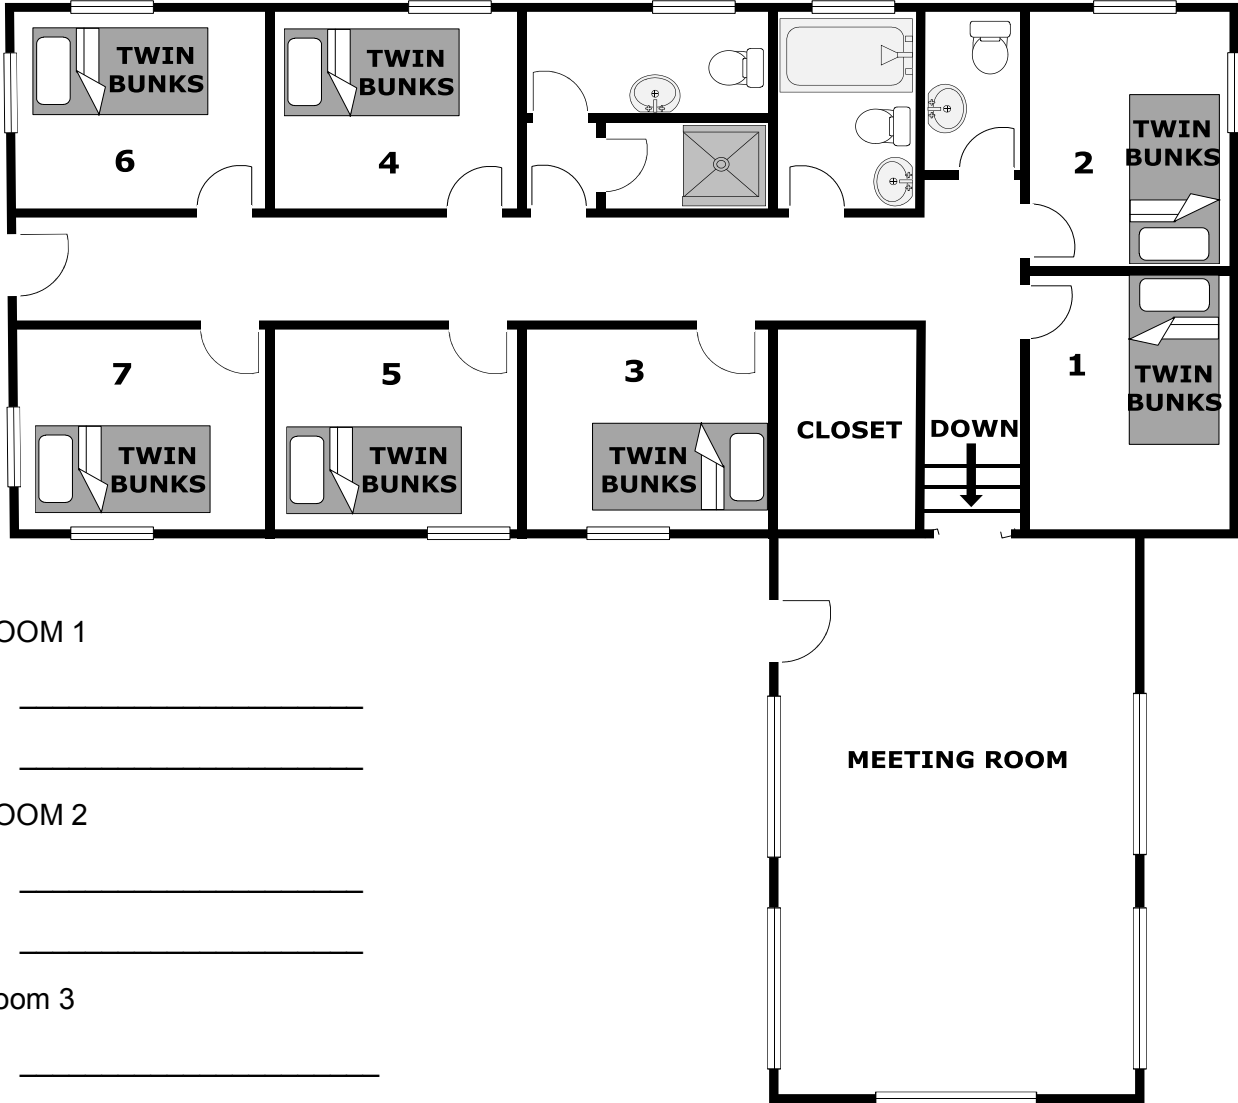 TWIN
BUNKS
6
TWIN
BUNKS
4
2
TWIN
BUNKS
7
TWIN
BUNKS
5
TWIN
BUNKS
3
TWIN
BUNKS
CLOSET
DOWN
1
TWIN
BUNKS
OOM 1
OOM 2
oom 3
MEETING ROOM